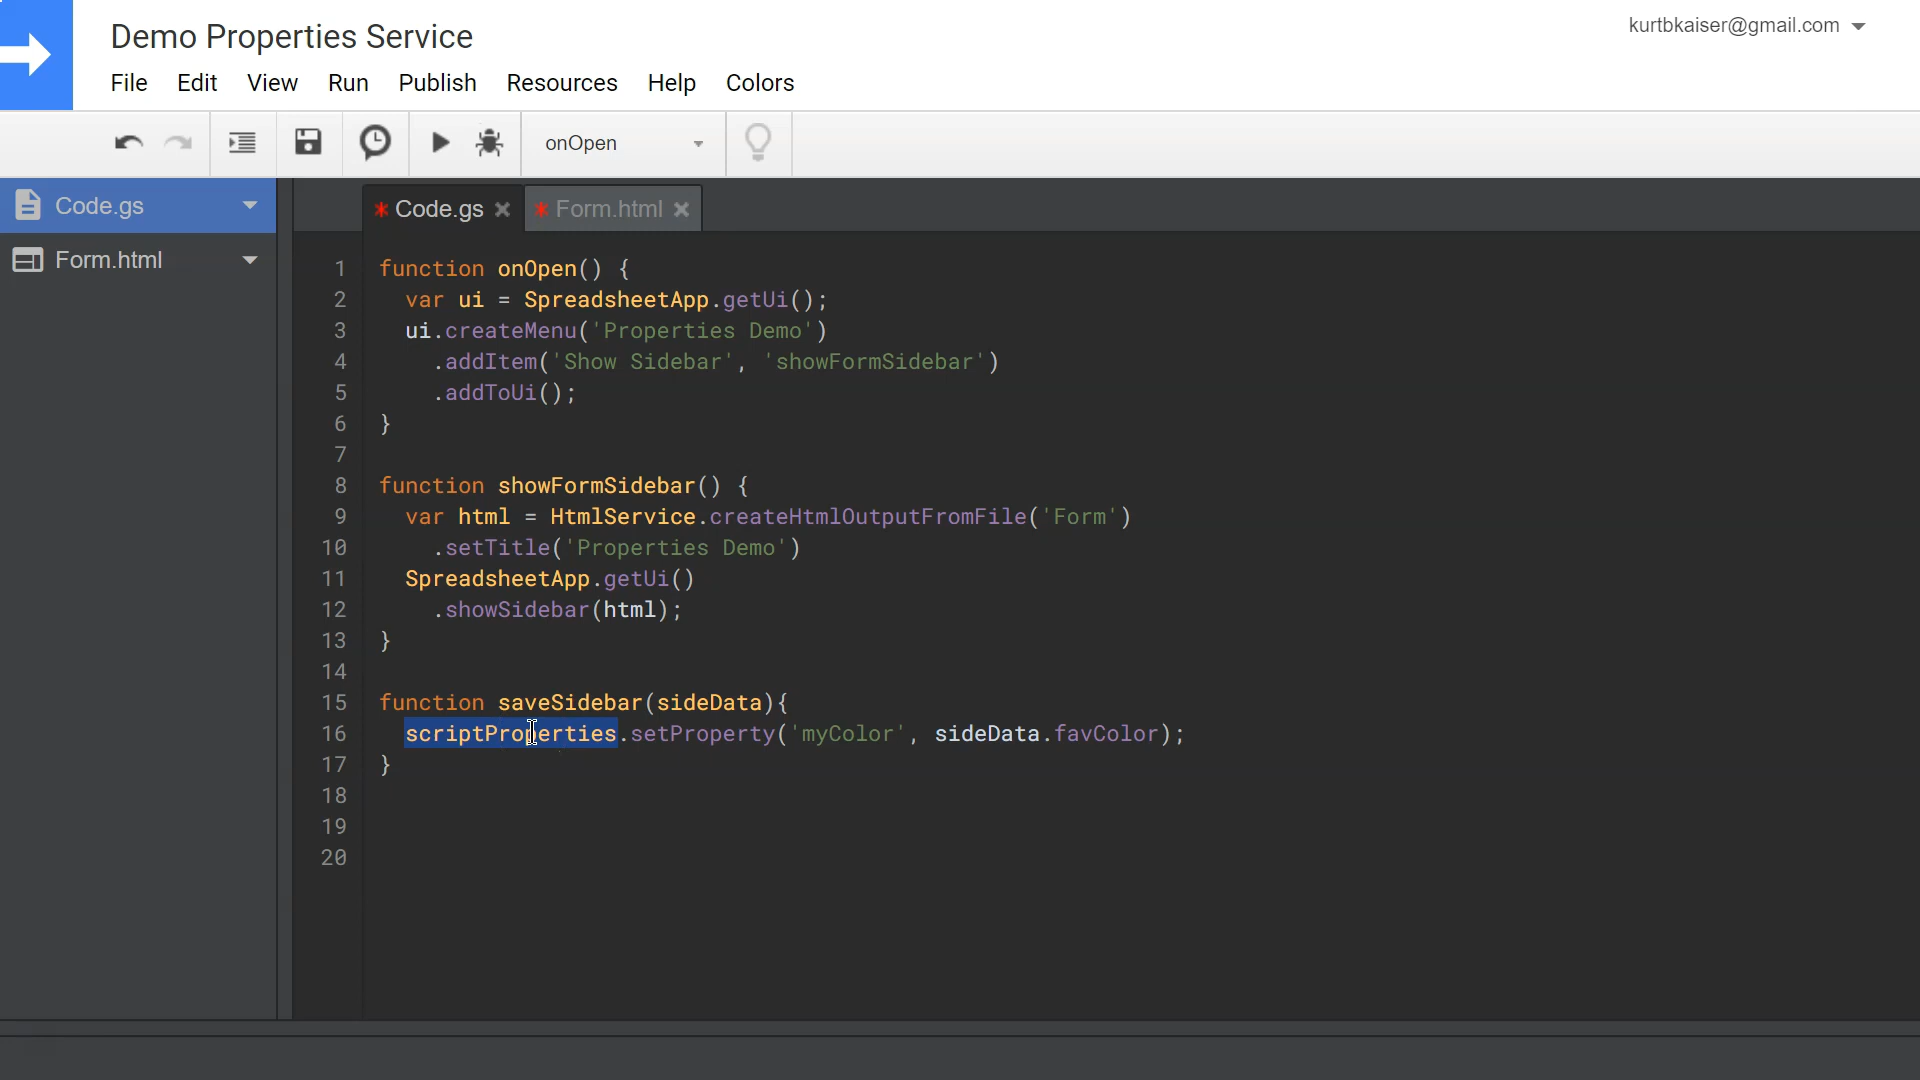 Demo Properties Service
kurtbkaiser@gmail.com
File Edit View Run Publish Resources Help Colors
onOpen
Code.gs
Form.html
Code.gs
Form.html
1 function onOpen() {
2 var ui = SpreadsheetApp.getUi();
3 ui.createMenu('Properties Demo')
4 .addItem('Show Sidebar', 'showFormSidebar')
5 .addToUi();
6 }
7
8 function showFormSidebar() {
9 var html = HtmlService.createHtmlOutputFromFile('Form')
10 .setTitle('Properties Demo')
11 SpreadsheetApp.getUi()
12 .showSidebar(html);
13 }
14
15 function saveSidebar(sideData){
16 scriptProperties.setProperty('myColor', sideData.favColor);
17 }
18
19
20